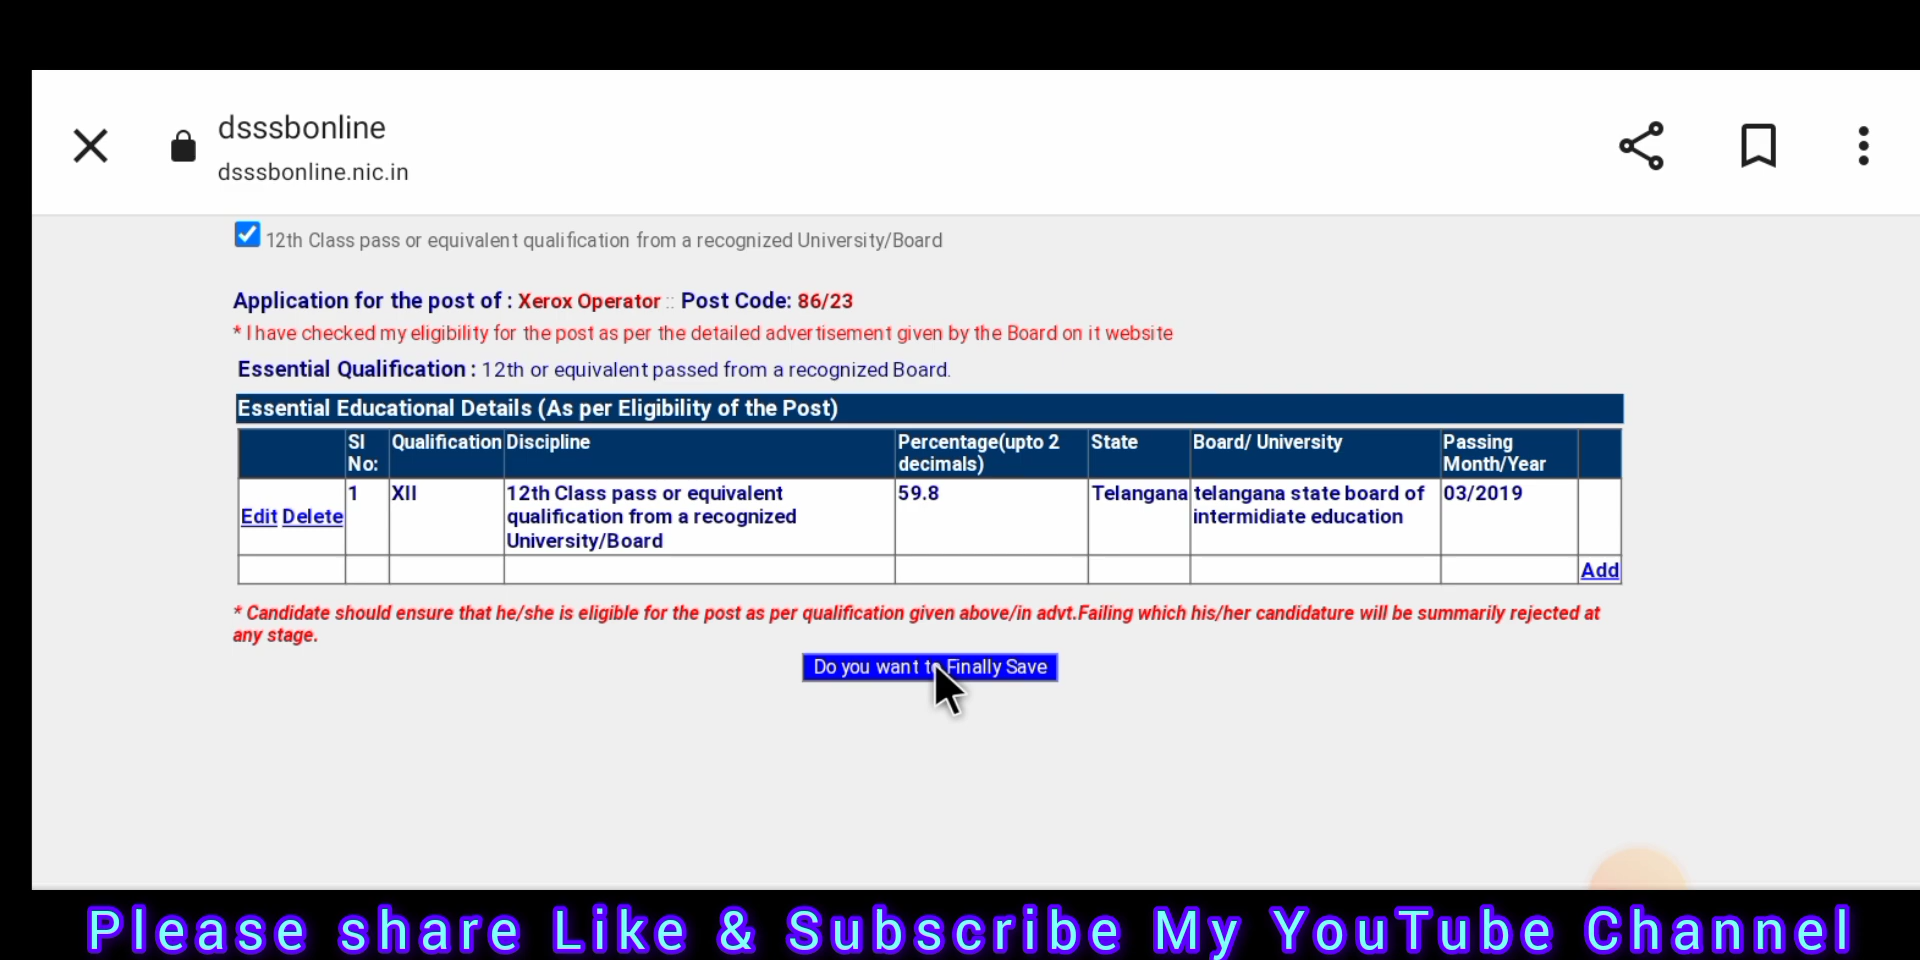 dsssbonline
dsssbonline.nic.in
12th Class pass or equivalent qualification from a recognized University/Board
Application for the post of : Xerox Operator :: Post Code: 86/23
* I have checked my eligibility for the post as per the detailed advertisement given by the Board on it website
Essential Qualification : 12th or equivalent passed from a recognized Board.
Essential Educational Details (As per Eligibility of the Post)
Sl No: Qualification Discipline Percentage(upto 2 decimals) State Board/ University Passing Month/Year
Edit Delete 1 XII 12th Class pass or equivalent qualification from a recognized University/Board 59.8 Telangana telangana state board of intermidiate education 03/2019
Add
* Candidate should ensure that he/she is eligible for the post as per qualification given above/in advt.Failing which his/her candidature will be summarily rejected at
any stage.
Do you want to Finally Save
Please share Like & Subscribe My YouTube Channel